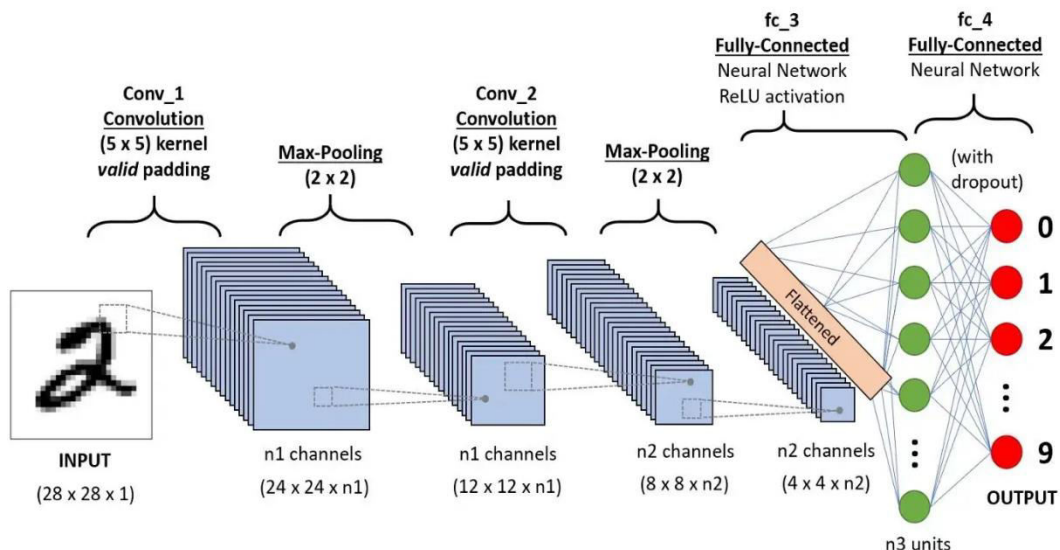 fc_3
Fully-Connected
Neural Network
ReLU activation
fc_4
Fully-Connected
Neural Network
Conv_1
Convolution
(5 x 5) kernel
valid padding
Max-Pooling
(2 x 2)
Conv_2
Convolution
(5 x 5) kernel
valid padding
Max-Pooling
(2 x 2)
(with
dropout)
Flattened
0
1
2
9
INPUT
(28 x 28 x 1)
n1 channels
(24 x 24 x n1)
n1 channels
(12 x 12 x n1)
n2 channels
(8 x 8 x n2)
n2 channels
(4 x 4 x n2)
OUTPUT
n3 units